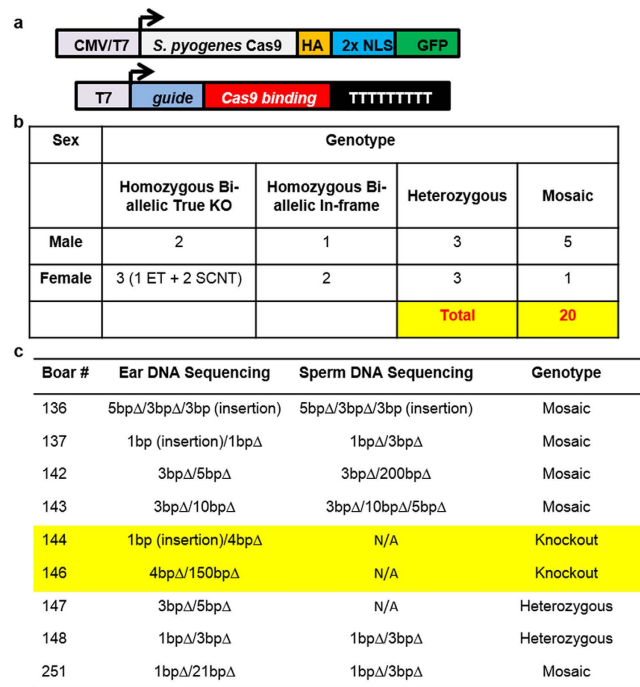 a
CMV/T7 S. pyogenes Cas9 HA 2x NLS GFP
T7 guide Cas9 binding TTTTTTTTT
b
Sex Genotype
Homozygous Bi-allelic True KO Homozygous Bi-allelic In-frame Heterozygous Mosaic
Male 2 1 3 5
Female 3 (1 ET + 2 SCNT) 2 3 1
Total 20
c
Boar # Ear DNA Sequencing Sperm DNA Sequencing Genotype
136 5bpΔ/3bpΔ/3bp (insertion) 5bpΔ/3bpΔ/3bp (insertion) Mosaic
137 1bp (insertion)/1bpΔ 1bpΔ/3bpΔ Mosaic
142 3bpΔ/5bpΔ 3bpΔ/200bpΔ Mosaic
143 3bpΔ/10bpΔ 3bpΔ/10bpΔ/5bpΔ Mosaic
144 1bp (insertion)/4bpΔ N/A Knockout
146 4bpΔ/150bpΔ N/A Knockout
147 3bpΔ/5bpΔ N/A Heterozygous
148 1bpΔ/3bpΔ 1bpΔ/3bpΔ Heterozygous
251 1bpΔ/21bpΔ 1bpΔ/3bpΔ Mosaic